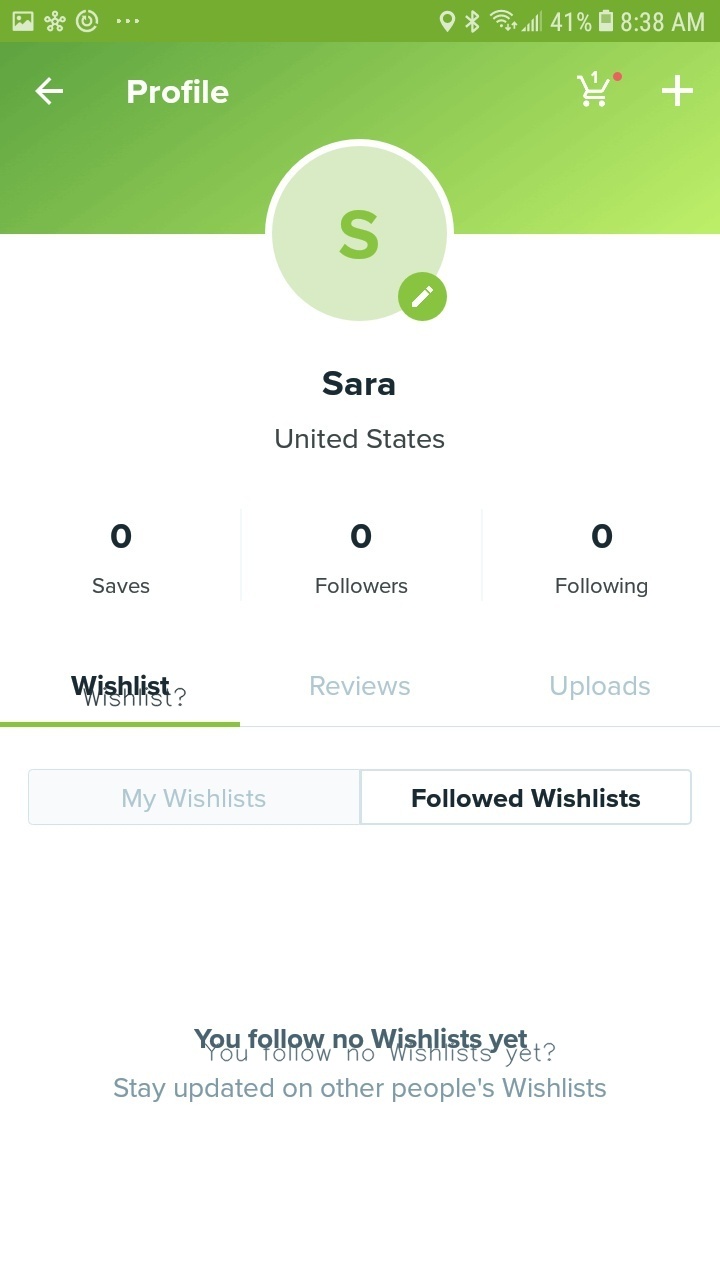 41% 8:38 AM
Profile
1
S
Sara
United States
0 0 0
Saves Followers Following
Wishlist Reviews Uploads
Wishlist?
My Wishlists Followed Wishlists
You follow no Wishlists yet
You follow no Wishlists yet?
Stay updated on other people's Wishlists